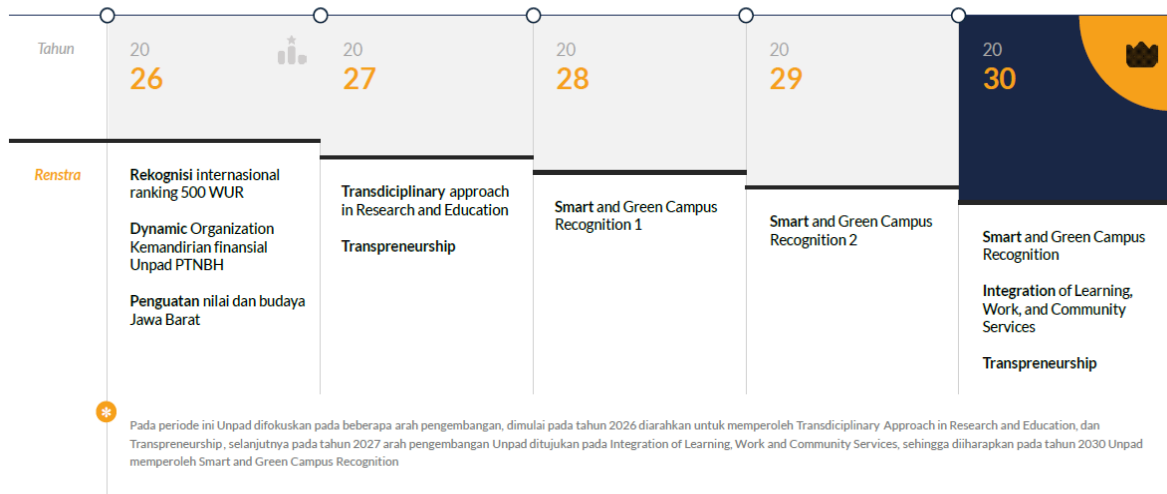 Tahun
20
26
20
27
20
28
20
29
20
30
Renstra
Rekognisi internasional
ranking 500 WUR
Dynamic Organization
Kemandirian finansial
Unpad PTNBH
Penguatan nilai dan budaya
Jawa Barat
Transdiciplinary approach
in Research and Education
Transpreneurship
Smart and Green Campus
Recognition 1
Smart and Green Campus
Recognition 2
Smart and Green Campus
Recognition
Integration of Learning,
Work, and Community
Services
Transpreneurship
Pada periode ini Unpad difokuskan pada beberapa arah pengembangan, dimulai pada tahun 2026 diarahkan untuk memperoleh Transdiciplinary Approach in Research and Education, dan
Transpreneurship, selanjutnya pada tahun 2027 arah pengembangan Unpad ditujukan pada Integration of Learning, Work and Community Services, sehingga diiharapkan pada tahun 2030 Unpad
memperoleh Smart and Green Campus Recognition